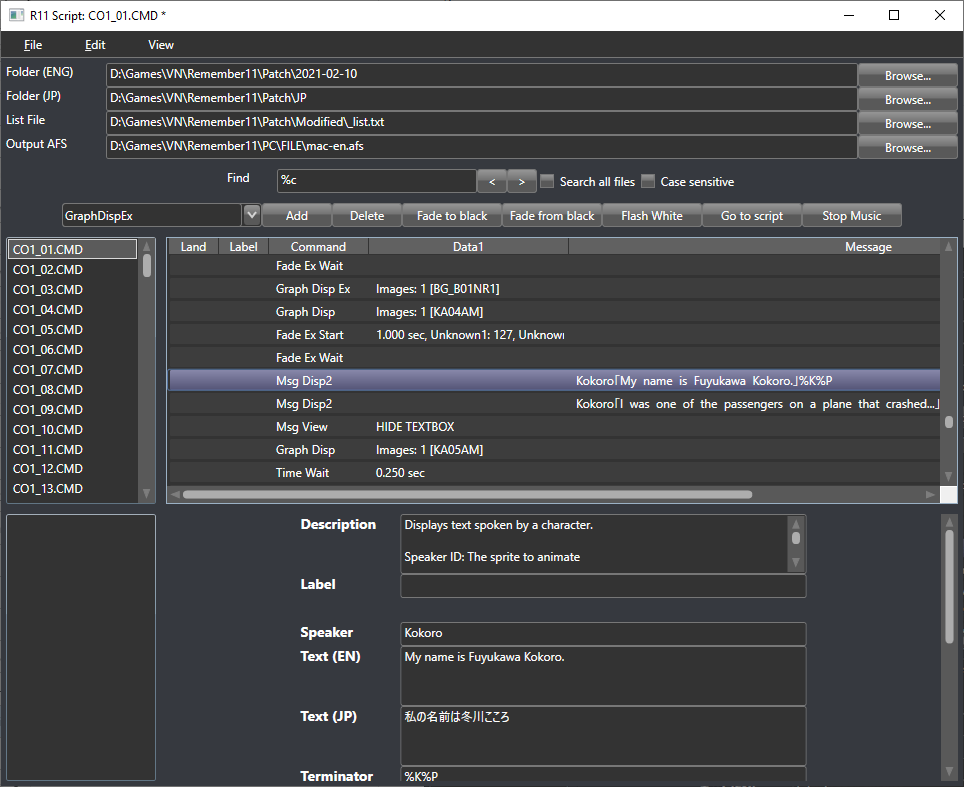 R11 Script: CO1_01.CMD *
File Edit View
Folder (ENG) D:\Games\VN\Remember11\Patch\2021-02-10 Browse...
Folder (JP) D:\Games\VN\Remember11\Patch\JP Browse...
List File D:\Games\VN\Remember11\Patch\Modified\_list.txt Browse...
Output AFS D:\Games\VN\Remember11\PC\FILE\mac-en.afs Browse...
Find %c < > Search all files Case sensitive
GraphDispEx Add Delete Fade to black Fade from black Flash White Go to script Stop Music
CO1_01.CMD
CO1_02.CMD
CO1_03.CMD
CO1_04.CMD
CO1_05.CMD
CO1_06.CMD
CO1_07.CMD
CO1_08.CMD
CO1_09.CMD
CO1_10.CMD
CO1_11.CMD
CO1_12.CMD
CO1_13.CMD
Land Label Command Data1 Message
Fade Ex Wait
Graph Disp Ex Images: 1 [BG_B01NR1]
Graph Disp Images: 1 [KA04AM]
Fade Ex Start 1.000 sec, Unknown1: 127, Unknown
Fade Ex Wait
Msg Disp2 Kokoro｢My name is Fuyukawa Kokoro.｣%K%P
Msg Disp2 Kokoro｢I was one of the passengers on a plane that crashed...｣
Msg View HIDE TEXTBOX
Graph Disp Images: 1 [KA05AM]
Time Wait 0.250 sec
Description Displays text spoken by a character.
Speaker ID: The sprite to animate
Label
Speaker Kokoro
Text (EN) My name is Fuyukawa Kokoro.
Text (JP) 私の名前は冬川こころ
Terminator %K%P